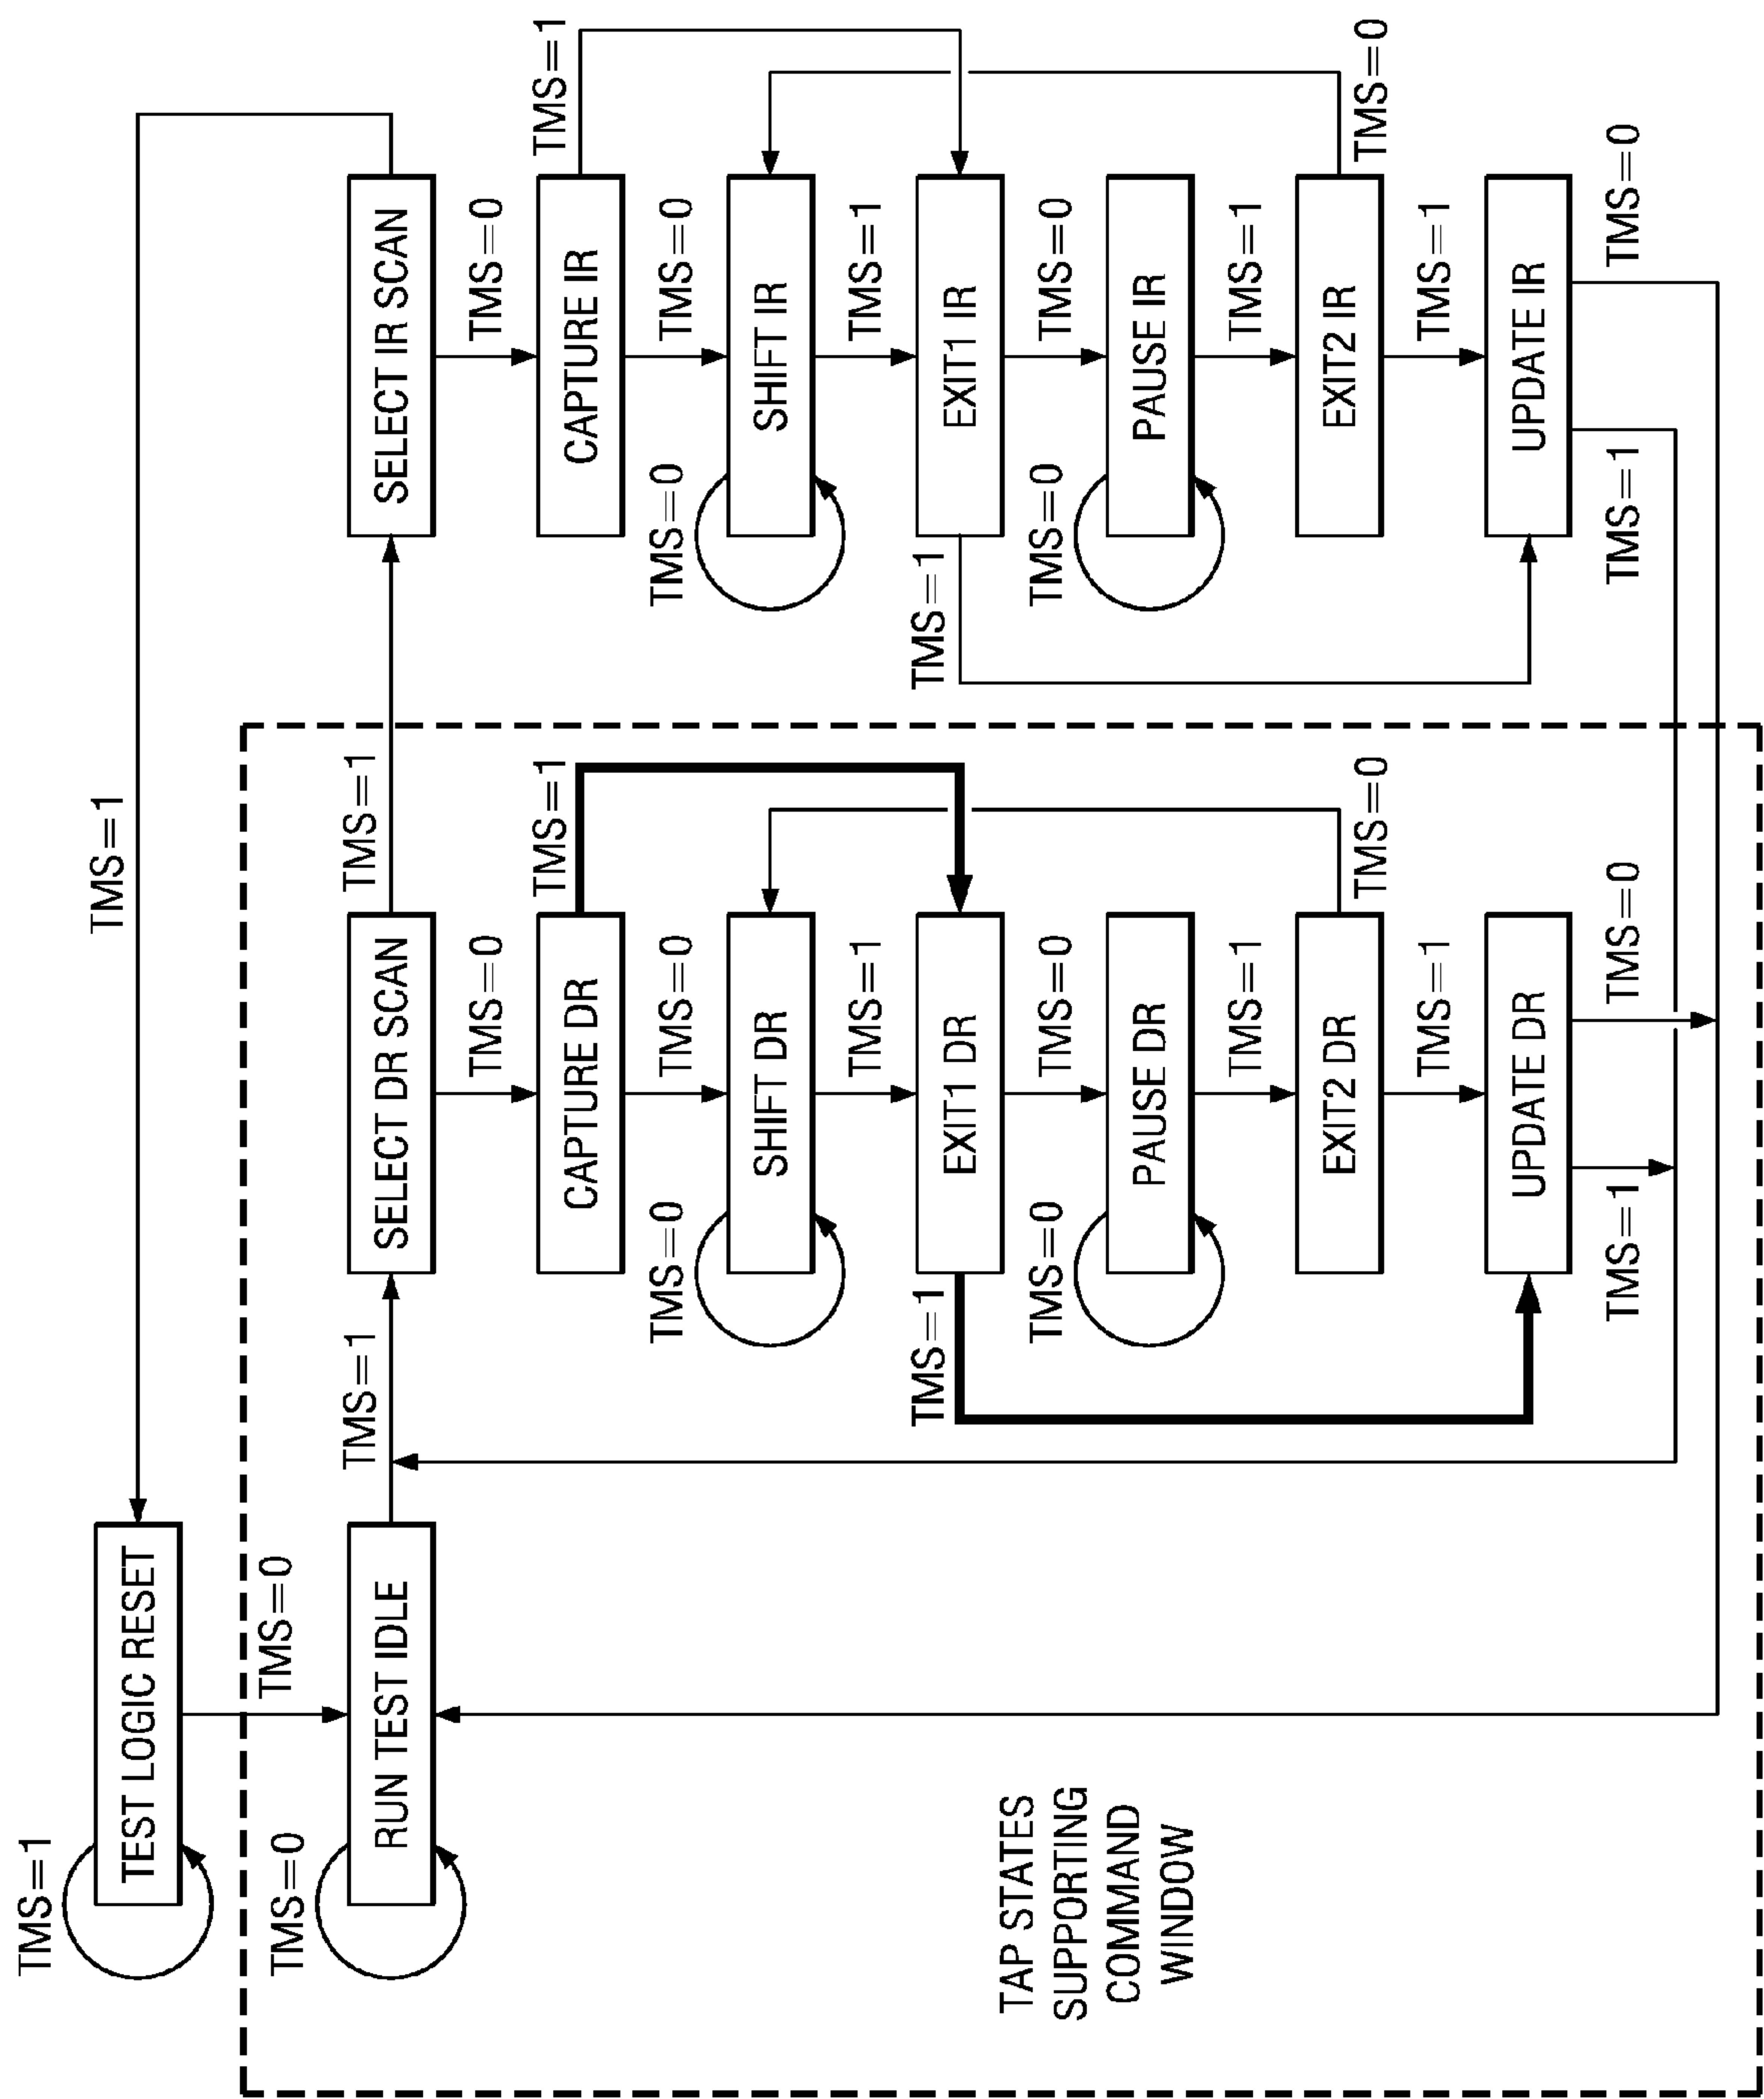 TMS=1
TEST LOGIC RESET
TMS=1
TMS=0
TMS=0
RUN TEST IDLE
TMS=1
SELECT DR SCAN
TMS=1
SELECT IR SCAN
TMS=0
TMS=0
CAPTURE DR
TMS=1
CAPTURE IR
TMS=1
TMS=0
TMS=0
TMS=0
TMS=0
SHIFT DR
SHIFT IR
TMS=1
TMS=1
TMS=1
EXIT1 DR
TMS=1
EXIT1 IR
TMS=0
TMS=0
TMS=0
TMS=0
PAUSE DR
PAUSE IR
TMS=1
TMS=1
EXIT2 DR
TMS=0
EXIT2 IR
TMS=0
TMS=1
TMS=1
UPDATE DR
UPDATE IR
TMS=1
TMS=0
TMS=1
TMS=0
TAP STATES
SUPPORTING
COMMAND
WINDOW